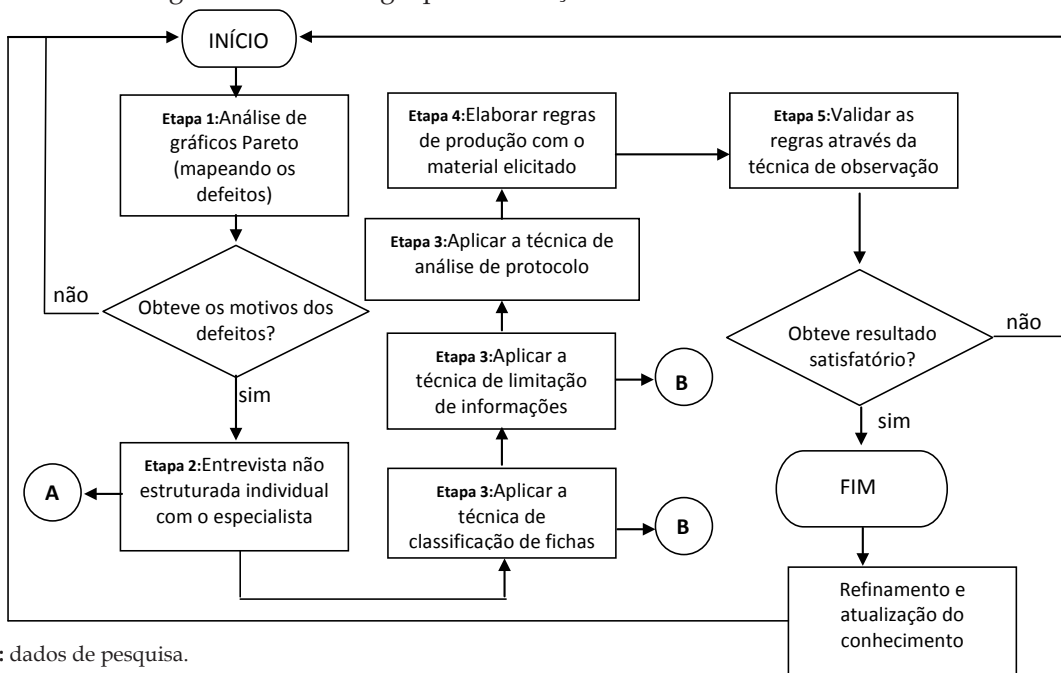 INÍCIO
Etapa 1:Análise de
gráficos Pareto
(mapeando os
defeitos)
não
Obteve os motivos dos
defeitos?
sim
Etapa 2:Entrevista não
estruturada individual
com o especialista
A
Etapa 3:Aplicar a
técnica de
classificação de fichas
B
Etapa 3:Aplicar a
técnica de limitação
de informações
B
Etapa 3:Aplicar a técnica de
análise de protocolo
Etapa 4:Elaborar regras
de produção com o
material elicitado
Etapa 5:Validar as
regras através da
técnica de observação
Obteve resultado
satisfatório?
não
sim
FIM
Refinamento e
atualização do
conhecimento
: dados de pesquisa.